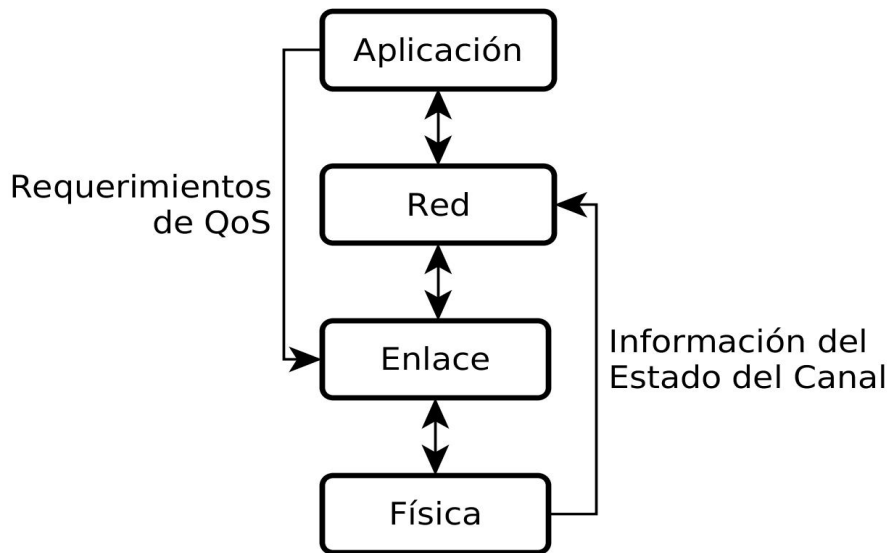 Aplicación
Requerimientos
de QoS
Red
Enlace
Información del
Estado del Canal
Física